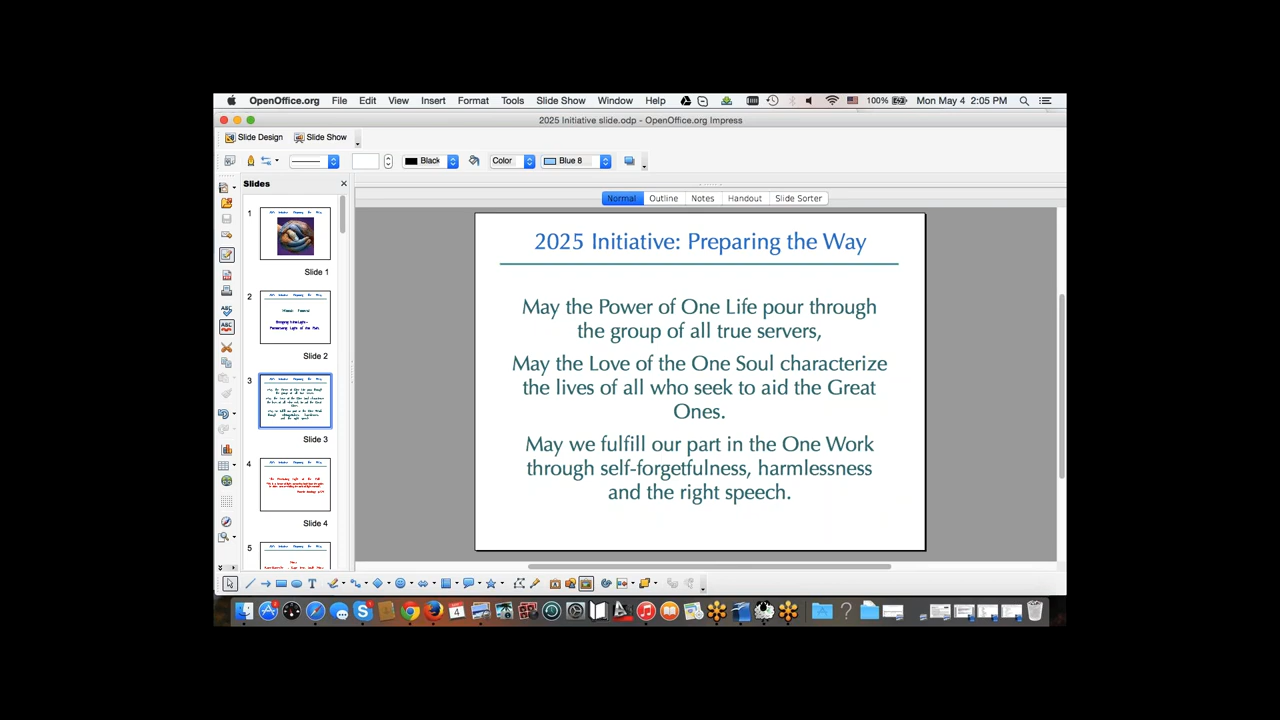 OpenOffice.org File Edit View Insert Format Tools Slide Show Window Help 100% Mon May 4 2:05 PM
2025 Initiative slide.odp - OpenOffice.org Impress
Slide Design Slide Show
Black Color Blue 8
Slides
Normal Outline Notes Handout Slide Sorter
1
Slide 1
2
Slide 2
3
Slide 3
4
Slide 4
5
2025 Initiative: Preparing the Way
May the Power of One Life pour through
the group of all true servers,
May the Love of the One Soul characterize
the lives of all who seek to aid the Great
Ones.
May we fulfill our part in the One Work
through self-forgetfulness, harmlessness
and the right speech.